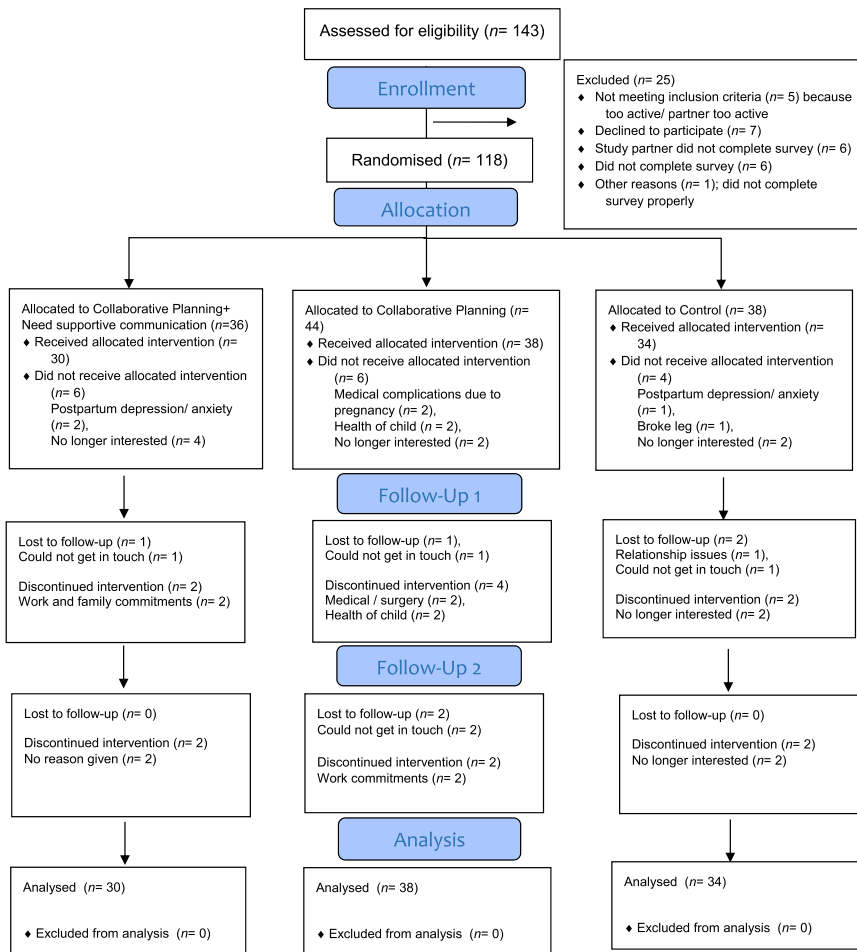 Assessed for eligibility (n= 143)
Enrollment
Excluded (n= 25)
♦ Not meeting inclusion criteria (n= 5) because
too active/ partner too active
♦ Declined to participate (n= 7)
♦ Study partner did not complete survey (n= 6)
♦ Did not complete survey (n= 6)
♦ Other reasons (n= 1); did not complete
survey properly
Randomised (n= 118)
Allocation
Allocated to Collaborative Planning+
Need supportive communication (n=36)
♦ Received allocated intervention (n=
30)
♦ Did not receive allocated intervention
(n= 6)
Postpartum depression/ anxiety
(n= 2),
No longer interested (n= 4)
Allocated to Collaborative Planning (n=
44)
♦ Received allocated intervention (n= 38)
♦ Did not receive allocated intervention
(n= 6)
Medical complications due to
pregnancy (n= 2),
Health of child (n = 2),
No longer interested (n= 2)
Allocated to Control (n= 38)
♦ Received allocated intervention (n=
34)
♦ Did not receive allocated intervention
(n= 4)
Postpartum depression/ anxiety
(n= 1),
Broke leg (n= 1),
No longer interested (n= 2)
Follow-Up 1
Lost to follow-up (n= 1)
Could not get in touch (n= 1)
Discontinued intervention (n= 2)
Work and family commitments (n= 2)
Lost to follow-up (n= 1),
Could not get in touch (n= 1)
Discontinued intervention (n= 4)
Medical / surgery (n= 2),
Health of child (n= 2)
Lost to follow-up (n= 2)
Relationship issues (n= 1),
Could not get in touch (n= 1)
Discontinued intervention (n= 2)
No longer interested (n= 2)
Follow-Up 2
Lost to follow-up (n= 0)
Discontinued intervention (n= 2)
No reason given (n= 2)
Lost to follow-up (n= 2)
Could not get in touch (n= 2)
Discontinued intervention (n= 2)
Work commitments (n= 2)
Lost to follow-up (n= 0)
Discontinued intervention (n= 2)
No longer interested (n= 2)
Analysis
Analysed (n= 30)
♦ Excluded from analysis (n= 0)
Analysed (n= 38)
♦ Excluded from analysis (n= 0)
Analysed (n= 34)
♦ Excluded from analysis (n= 0)